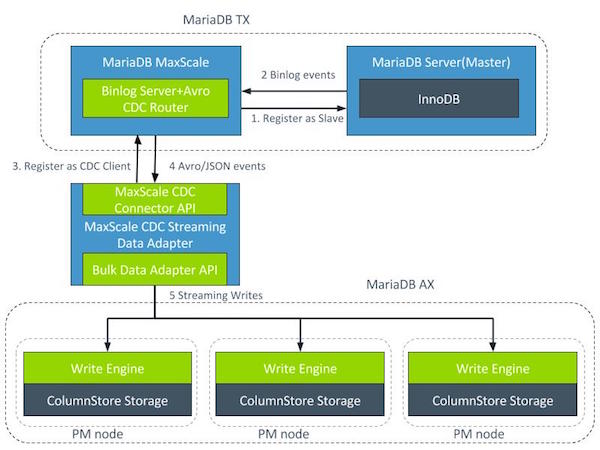 MariaDB TX
MariaDB MaxScale
Binlog Server+Avro
CDC Router
2 Binlog events
1. Register as Slave
MariaDB Server(Master)
InnoDB
3. Register as CDC Client
4 Avro/JSON events
MaxScale CDC
Connector API
MaxScale CDC Streaming
Data Adapter
Bulk Data Adapter API
5 Streaming Writes
MariaDB AX
Write Engine
ColumnStore Storage
PM node
Write Engine
ColumnStore Storage
PM node
Write Engine
ColumnStore Storage
PM node